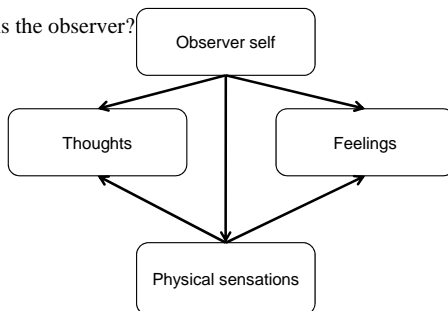 s the observer?
Observer self
Thoughts
Feelings
Physical sensations